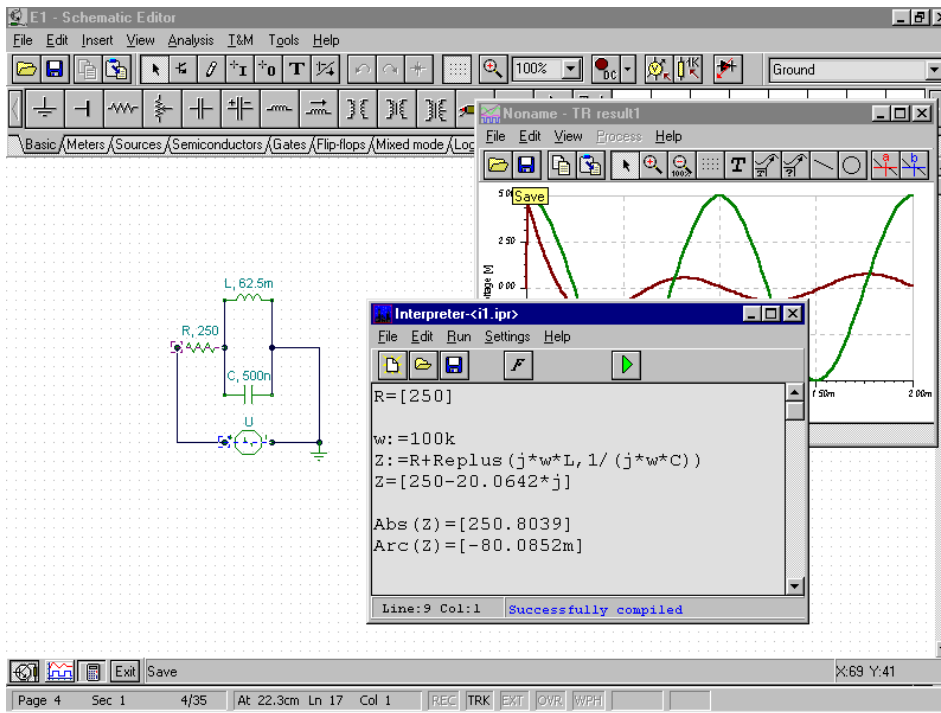 E1 - Schematic Editor
File Edit Insert View Analysis T&M Tools Help
T 100% DC 1K Ground
Basic Meters Sources Semiconductors Gates Flip-flops Mixed mode
Noname - TR result1
File Edit View Process Help
100% T a b
Save
2.50
0.00
2.00m
L, 62.5m
R, 250
C, 500n
U
Interpreter-<i1.ipr>
File Edit Run Settings Help
F
R=[250]
w:=100k
Z:=R+Replus(j*w*L,1/(j*w*C))
Z=[250-20.0642*j]
Abs(Z)=[250.8039]
Arc(Z)=[-80.0852m]
Line:9 Col:1 Successfully compiled
Exit Save X:69 Y:41
Page 4 Sec 1 4/35 At 22.3cm Ln 17 Col 1 REC TRK EXT OVR WPH